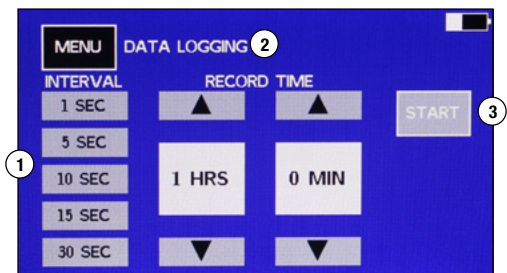 MENU DATA LOGGING 2
INTERVAL RECORD TIME
1 SEC
START 3
5 SEC
1
10 SEC 1 HRS 0 MIN
15 SEC
30 SEC